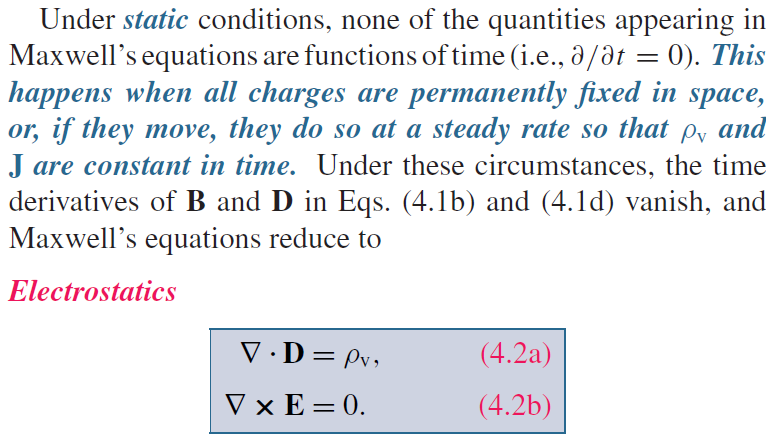 Under static conditions, none of the quantities appearing in
Maxwell's equations are functions of time (i.e., ∂/∂t = 0). This
happens when all charges are permanently fixed in space,
or, if they move, they do so at a steady rate so that ρv and
J are constant in time. Under these circumstances, the time
derivatives of B and D in Eqs. (4.1b) and (4.1d) vanish, and
Maxwell's equations reduce to
Electrostatics
∇ · D = ρv, (4.2a)
∇ × E = 0. (4.2b)